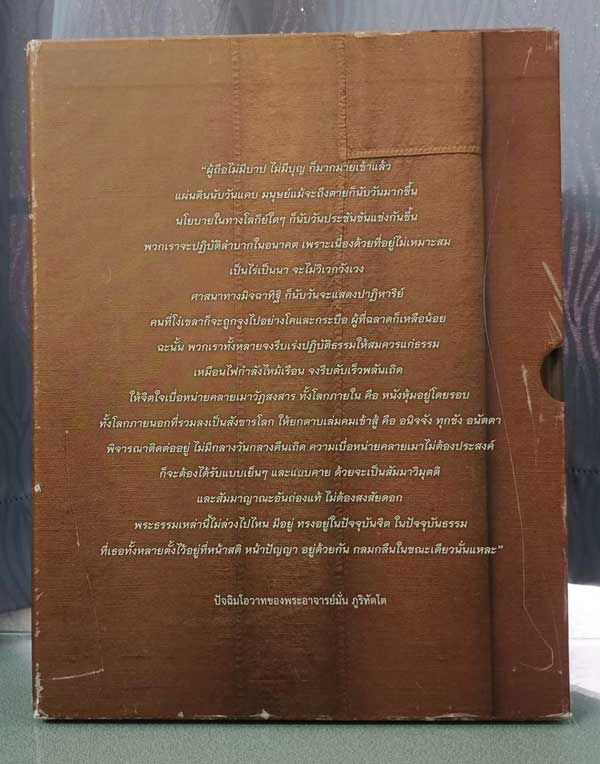 “ผู้ถือไม่มีบาป ไม่มีบุญ ก็มากมายเข้าแล้ว
แผ่นดินนับวันแคบ มนุษย์แม้จะถึงตายก็นับวันมากขึ้น
นโยบายในทางโลกีย์ใดๆ ก็นับวันประชันขันแข่งกันขึ้น
พวกเราจะปฏิบัติลำบากในอนาคต เพราะเนื่องด้วยที่อยู่ไม่เหมาะสม
เป็นไร่เป็นนา จะไม่วิเวกวังเวง
ศาสนาทางมิจฉาทิฐิ ก็นับวันจะแสดงปาฏิหาริย์
คนที่โง่เขลาก็จะถูกจูงไปอย่างโคและกระบือ ผู้ที่ฉลาดก็เหลือน้อย
ฉะนั้น พวกเราทั้งหลายจงรีบเร่งปฏิบัติธรรมให้สมควรแก่ธรรม
เหมือนไฟกำลังไหม้เรือน จงรีบดับเร็วพลันเถิด
ให้จิตใจเบื่อหน่ายคลายเมาวัฏสงสาร ทั้งโลกภายใน คือ หนังหุ้มอยู่โดยรอบ
ทั้งโลกภายนอกที่รวมลงเป็นสังขารโลก ให้ยกดาบเล่มคมเข้าสู้ คือ อนิจจัง ทุกขัง อนัตตา
พิจารณาติดต่ออยู่ ไม่มีกลางวันกลางคืนเถิด ความเบื่อหน่ายคลายเมาไม่ต้องประสงค์
ก็จะต้องได้รับแบบเย็นๆ และแยบคาย ด้วยจะเป็นสัมมาวิมุตติ
และสัมมาญาณะอันถ่องแท้ ไม่ต้องสงสัยดอก
พระธรรมเหล่านี้ไม่ล่วงไปไหน มีอยู่ ทรงอยู่ในปัจจุบันจิต ในปัจจุบันธรรม
ที่เธอทั้งหลายตั้งไว้อยู่ที่หน้าสติ หน้าปัญญา อยู่ด้วยกัน กลมกลืนในขณะเดียวนั่นแหละ”
ปัจฉิมโอวาทของพระอาจารย์มั่น ภูริทัตโต